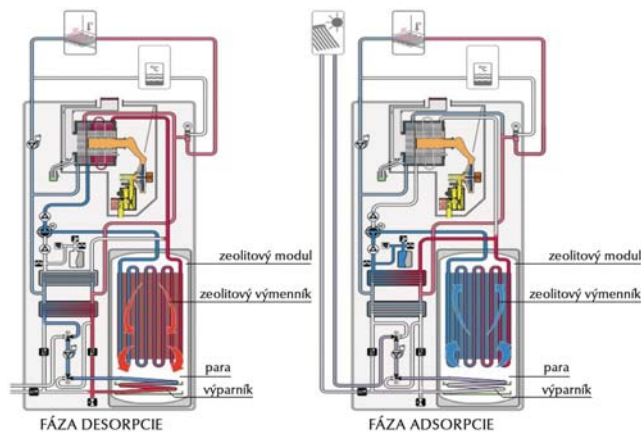 °C
°C
zeolitový modul
zeolitový výmenník
para
výparník
FÁZA DESORPCIE
zeolitový modul
zeolitový výmenník
para
výparník
FÁZA ADSORPCIE